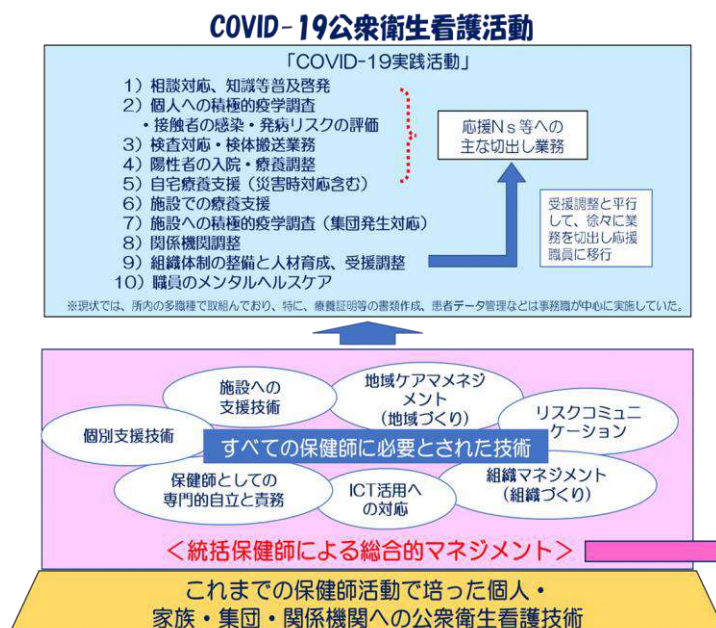 COVID-19公衆衛生看護活動
「COVID-19実践活動」
1）相談対応、知識等普及啓発
2）個人への積極的疫学調査
・接触者の感染・発病リスクの評価
3）検査対応・検体搬送業務
4）陽性者の入院・療養調整
5）自宅療養支援（災害時対応含む）
6）施設での療養支援
7）施設への積極的疫学調査（集団発生対応）
8）関係機関調整
9）組織体制の整備と人材育成、受援調整
10）職員のメンタルヘルスケア
応援Ns等への
主な切出し業務
受援調整と平行
して、徐々に業
務を切出し応援
職員に移行
※現状では、所内の多職種で取組んでおり、特に、療養証明等の書類作成、患者データ管理などは事務職が中心に実施していた。
施設への
支援技術
地域ケアマメネジ
メント
（地域づくり）
リスクコミュニ
ケーション
個別支援技術
すべての保健師に必要とされた技術
保健師としての
専門的自立と責務
ICT活用へ
の対応
組織マネジメント
（組織づくり）
＜統括保健師による総合的マネジメント＞
これまでの保健師活動で培った個人・
家族・集団・関係機関への公衆衛生看護技術